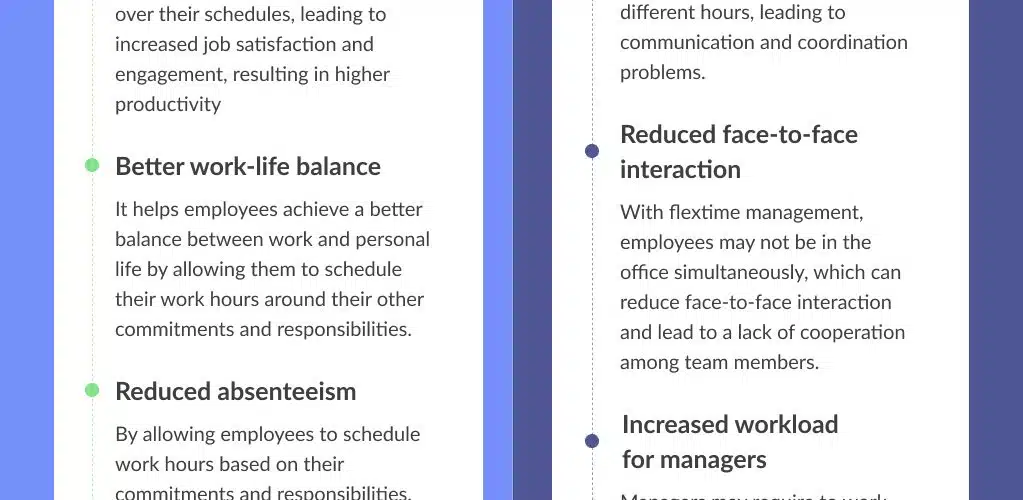 over their schedules, leading to
increased job satisfaction and
engagement, resulting in higher
productivity
Better work-life balance
It helps employees achieve a better
balance between work and personal
life by allowing them to schedule
their work hours around their other
commitments and responsibilities.
Reduced absenteeism
By allowing employees to schedule
work hours based on their
commitments and responsibilities,
different hours, leading to
communication and coordination
problems.
Reduced face-to-face
interaction
With flextime management,
employees may not be in the
office simultaneously, which can
reduce face-to-face interaction
and lead to a lack of cooperation
among team members.
Increased workload
for managers
Managers may require to work